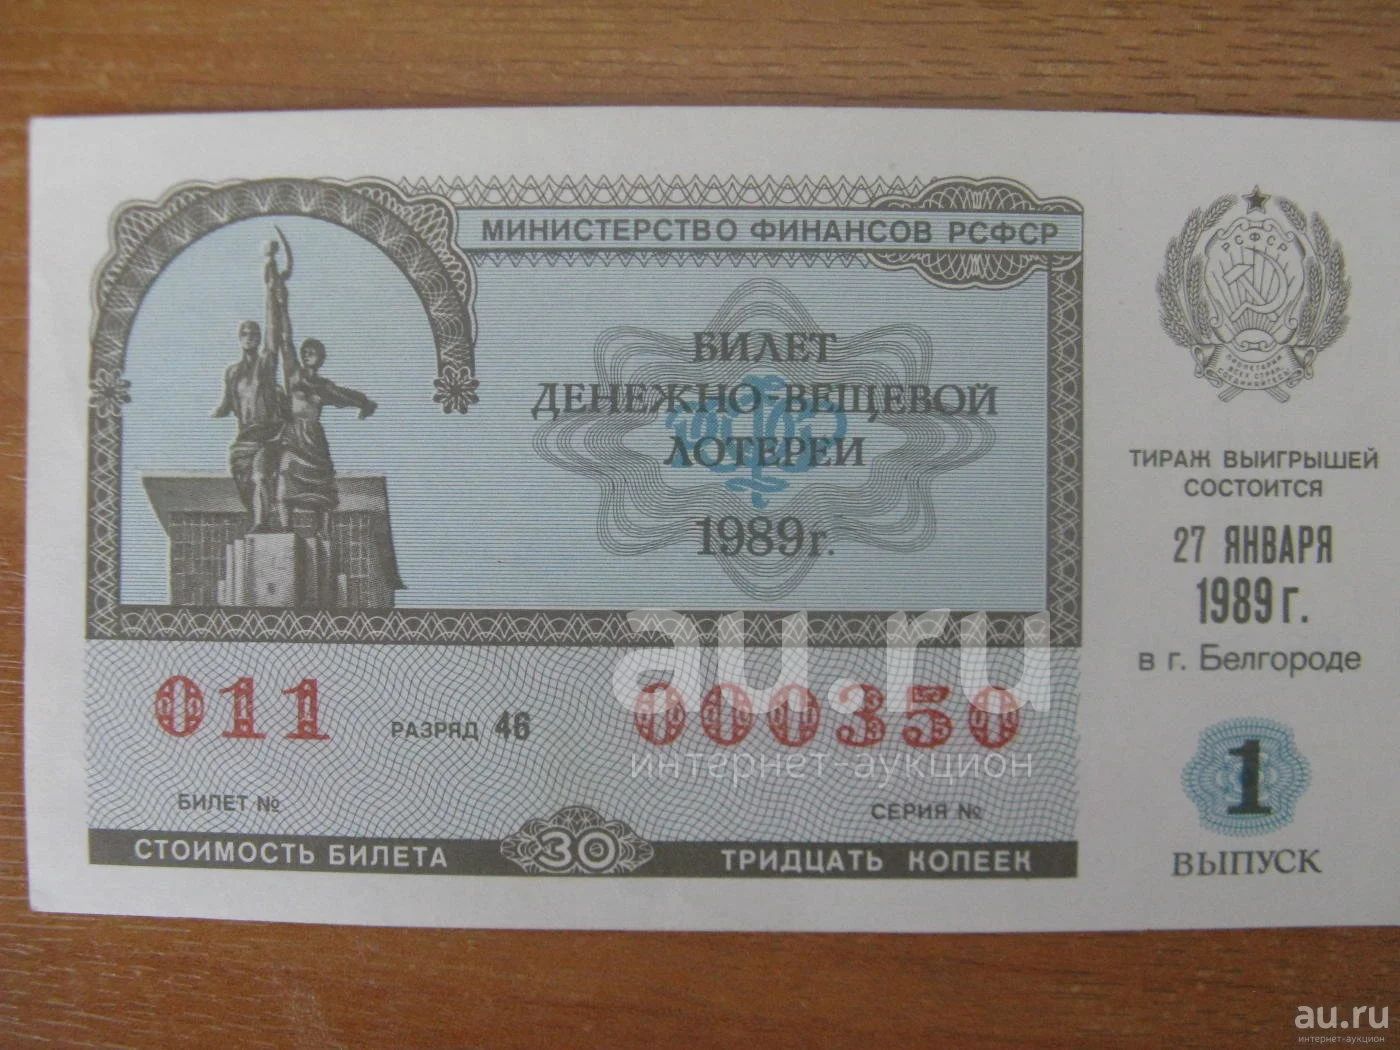 МИНИСТЕРСТВО ФИНАНСОВ РСФСР
БИЛЕТ
ДЕНЕЖНО-ВЕЩЕВОЙ
ЛОТЕРЕИ
1989г.
РСФСР
ТИРАЖ ВЫИГРЫШЕЙ
СОСТОИТСЯ
27 ЯНВАРЯ
1989 г.
в г. Белгороде
1
ВЫПУСК
011 РАЗРЯД 46 000350
БИЛЕТ № СЕРИЯ №
СТОИМОСТЬ БИЛЕТА 30 ТРИДЦАТЬ КОПЕЕК
au.ru
интернет-аукцион
au.ru
интернет-аукцион